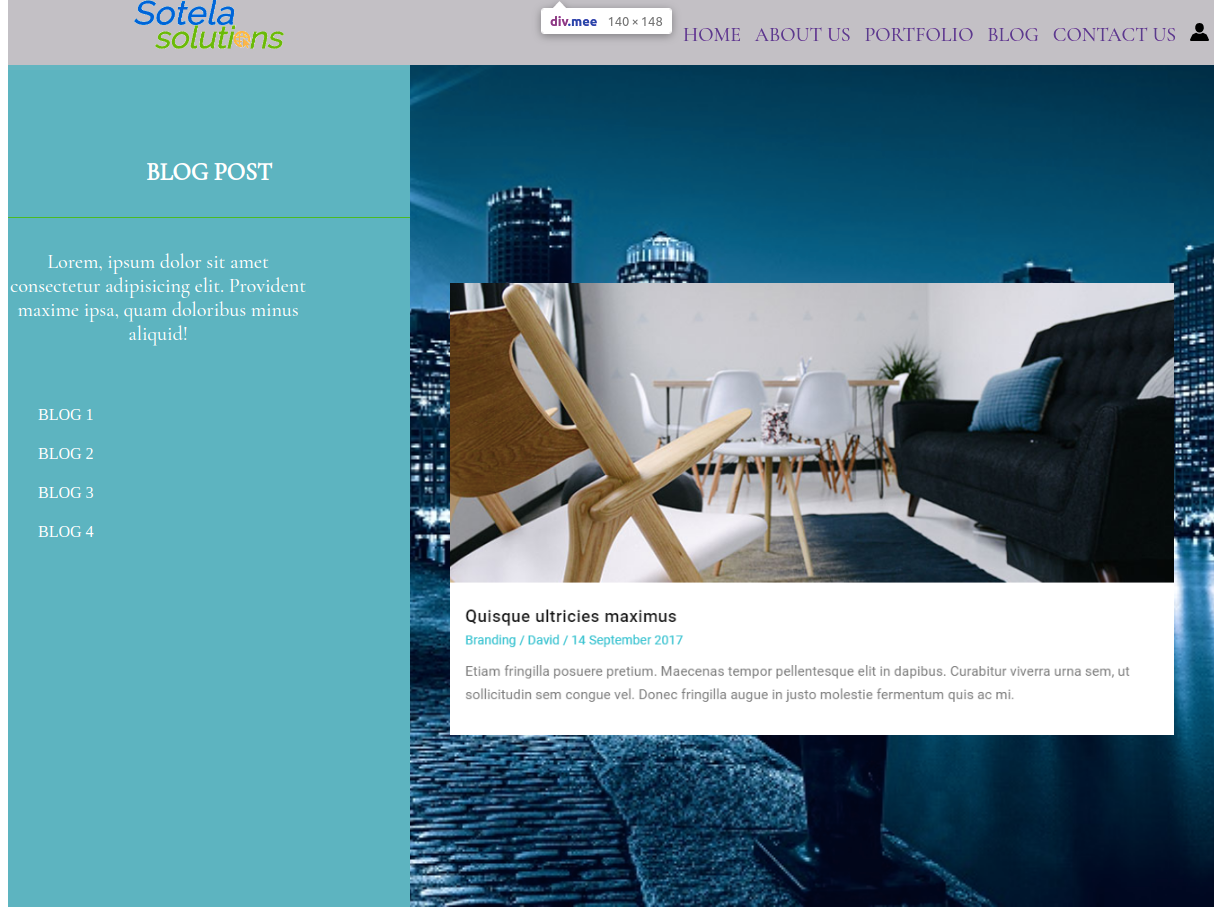 Sotela
solutions
div.mee 140 × 148
HOME ABOUT US PORTFOLIO BLOG CONTACT US
BLOG POST
Lorem, ipsum dolor sit amet
consectetur adipisicing elit. Provident
maxime ipsa, quam doloribus minus
aliquid!
BLOG 1
BLOG 2
BLOG 3
BLOG 4
Quisque ultricies maximus
Branding / David / 14 September 2017
Etiam fringilla posuere pretium. Maecenas tempor pellentesque elit in dapibus. Curabitur viverra urna sem, ut
sollicitudin sem congue vel. Donec fringilla augue in justo molestie fermentum quis ac mi.